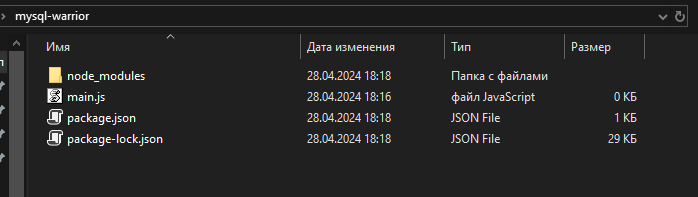 mysql-warrior
Имя Дата изменения Тип Размер
node_modules 28.04.2024 18:18 Папка с файлами
main.js 28.04.2024 18:16 файл JavaScript 0 КБ
package.json 28.04.2024 18:18 JSON File 1 КБ
package-lock.json 28.04.2024 18:18 JSON File 29 КБ